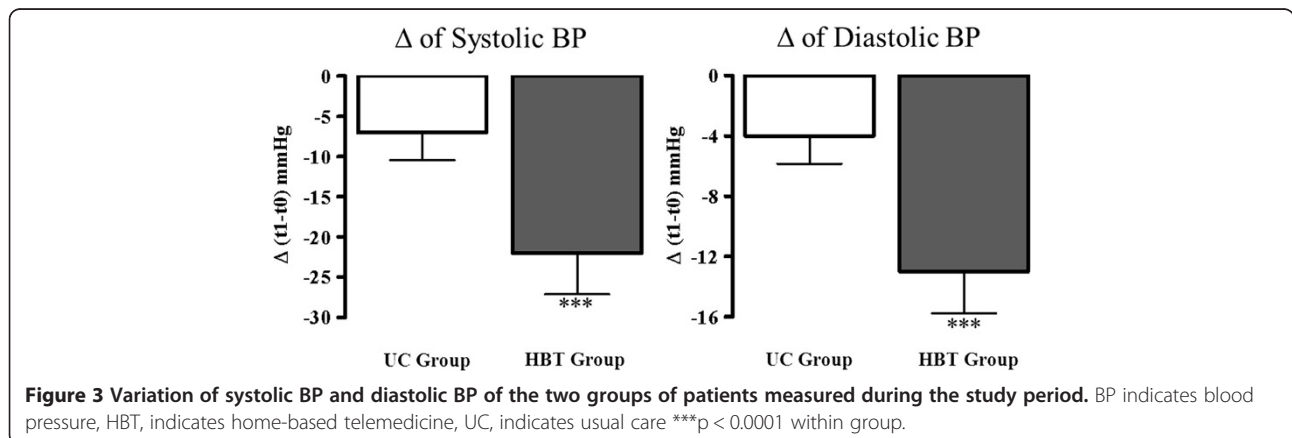 Δ of Systolic BP
Δ of Diastolic BP
Δ (t1-t0) mmHg
0
-5
-10
-15
-20
-25
-30
***
UC Group
HBT Group
Δ (t1-t0) mmHg
0
-4
-8
-12
-16
***
UC Group
HBT Group
Figure 3 Variation of systolic BP and diastolic BP of the two groups of patients measured during the study period. BP indicates blood
pressure, HBT, indicates home-based telemedicine, UC, indicates usual care ***p < 0.0001 within group.